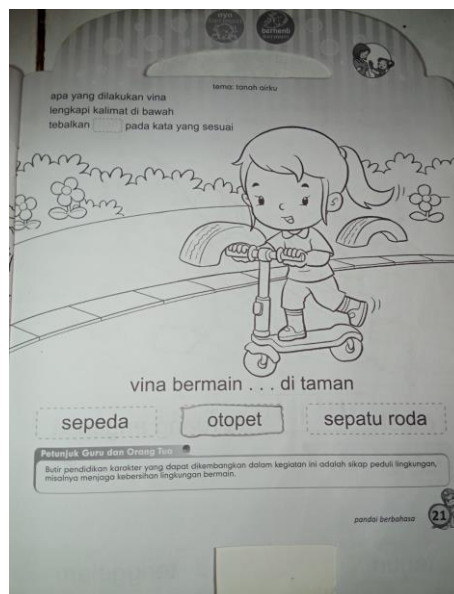 ayo
berhenti
tema: tanah airku
apa yang dilakukan vina
lengkapi kalimat di bawah
tebalkan pada kata yang sesuai
vina bermain . . . di taman
sepeda otopet sepatu roda
Petunjuk Guru dan Orang Tua
Butir pendidikan karakter yang dapat dikembangkan dalam kegiatan ini adalah sikap peduli lingkungan,
misalnya menjaga kebersihan lingkungan bermain.
pandai berbahasa 21